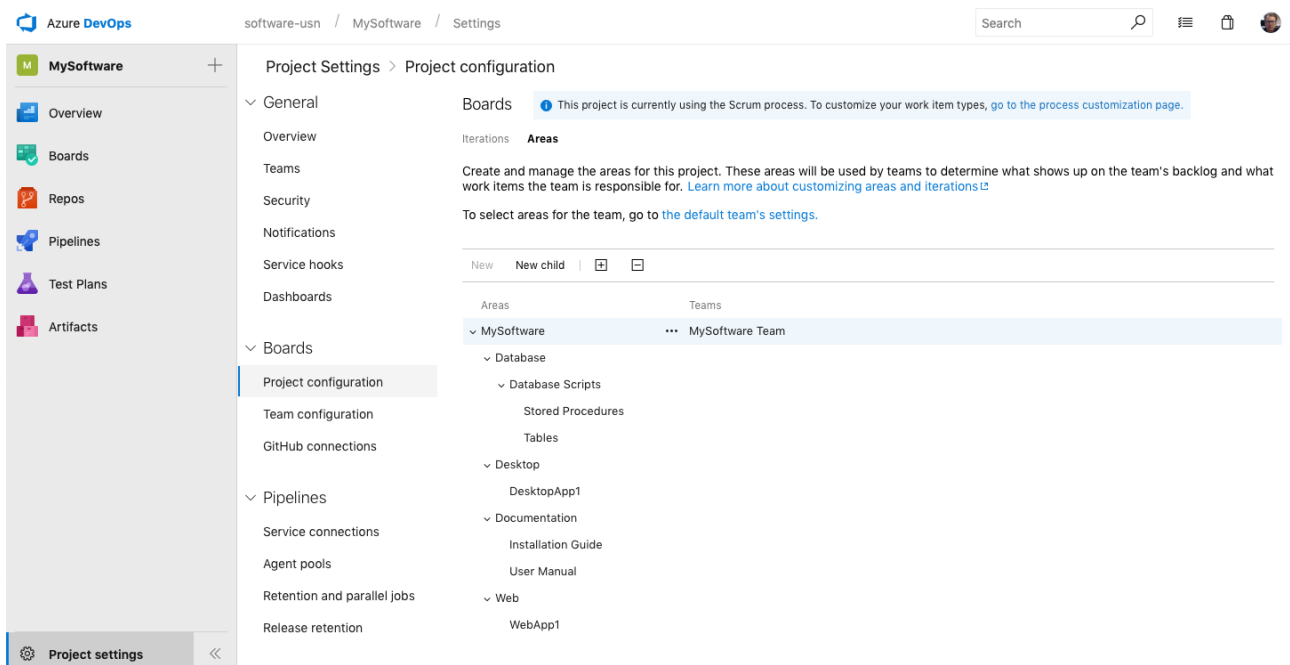 Azure DevOps
software-usn / MySoftware / Settings
Search
M MySoftware
Overview
Boards
Repos
Pipelines
Test Plans
Artifacts
Project settings
Project Settings > Project configuration
General
Overview
Teams
Security
Notifications
Service hooks
Dashboards
Boards
Project configuration
Team configuration
GitHub connections
Pipelines
Service connections
Agent pools
Retention and parallel jobs
Release retention
Boards
This project is currently using the Scrum process. To customize your work item types, go to the process customization page.
Iterations Areas
Create and manage the areas for this project. These areas will be used by teams to determine what shows up on the team's backlog and what
work items the team is responsible for. Learn more about customizing areas and iterations
To select areas for the team, go to the default team's settings.
New New child
Areas Teams
MySoftware ... MySoftware Team
Database
Database Scripts
Stored Procedures
Tables
Desktop
DesktopApp1
Documentation
Installation Guide
User Manual
Web
WebApp1